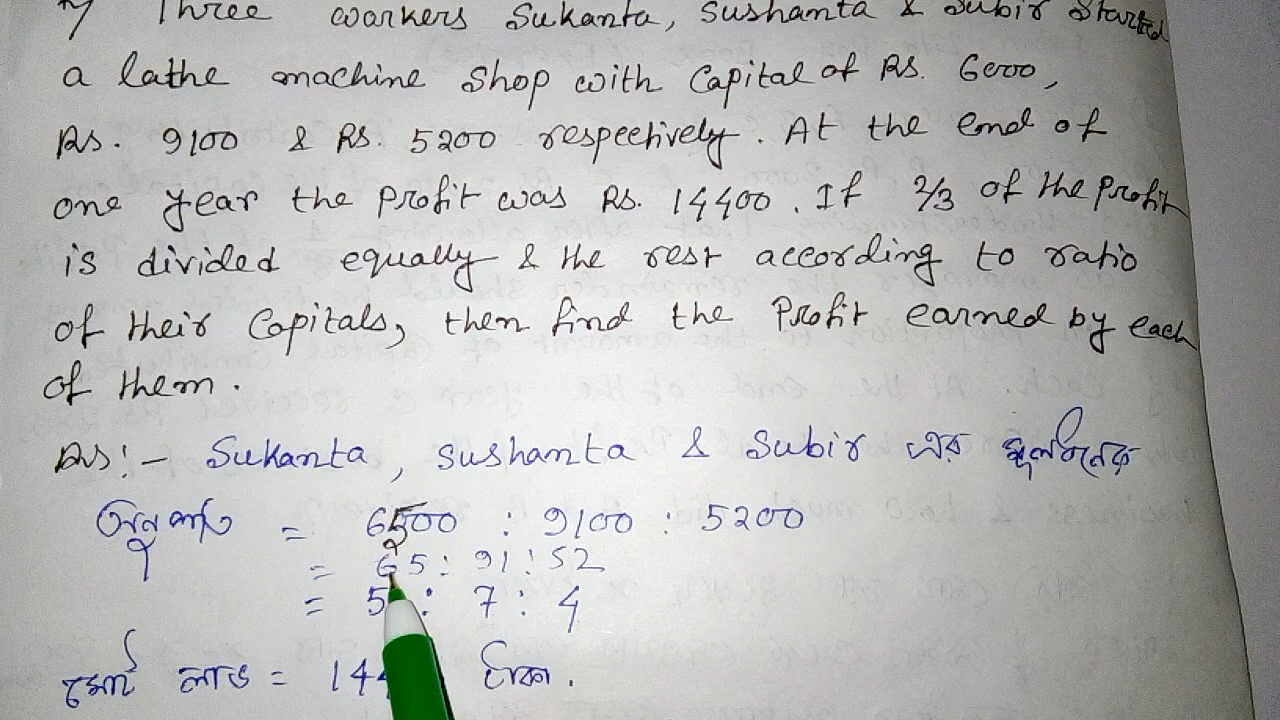 Three workers Sukanta, Sushanta & Subir Started
a lathe machine Shop with Capital of Rs. 6000,
Rs. 9100 & Rs. 5200 respectively. At the end of
one year the profit was Rs. 14400. If 2/3 of the profit
is divided equally & the rest according to ratio
of their Capitals, then find the Profit earned by each
of them.
As:- Sukanta, Sushanta & Subir এর মূলধনের
অনুপাত = 6500 : 9100 : 5200
= 65 : 91 : 52
= 5 : 7 : 4
মোট লাভ = 144 টাকা.